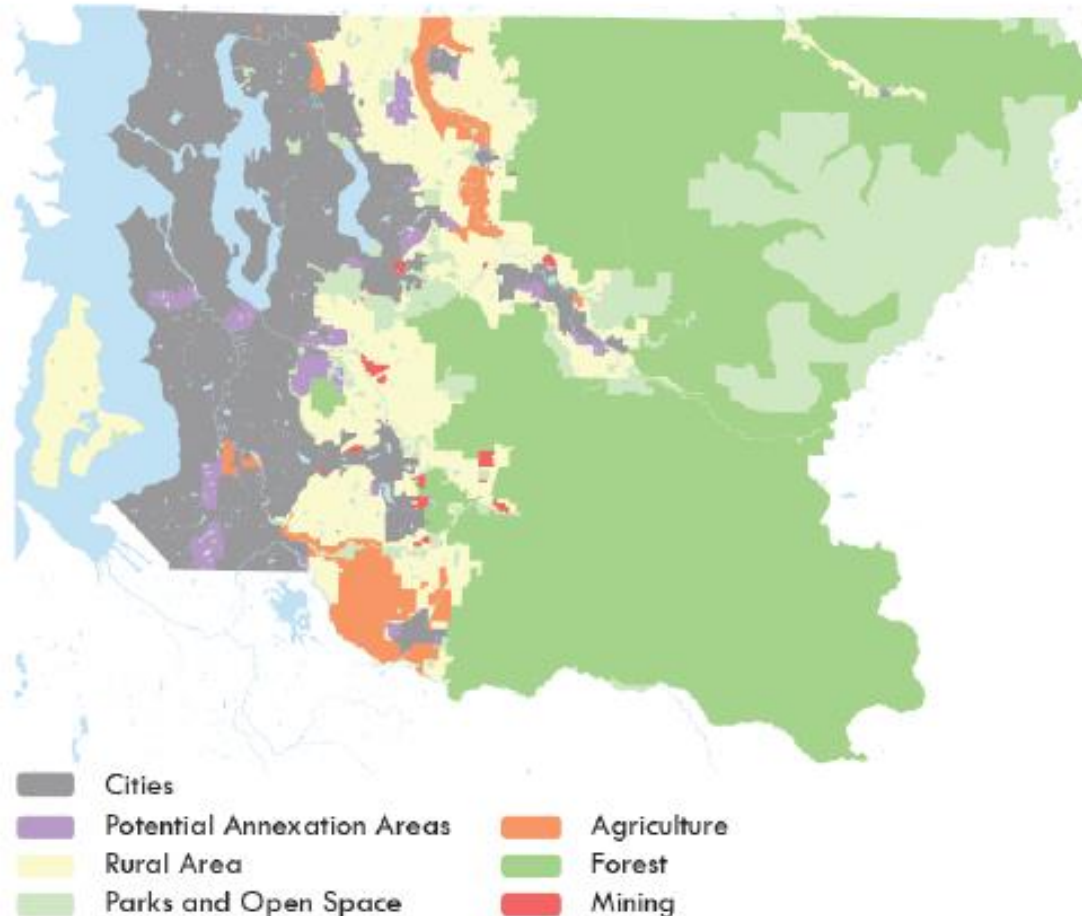 Cities
Potential Annexation Areas
Rural Area
Parks and Open Space
Agriculture
Forest
Mining